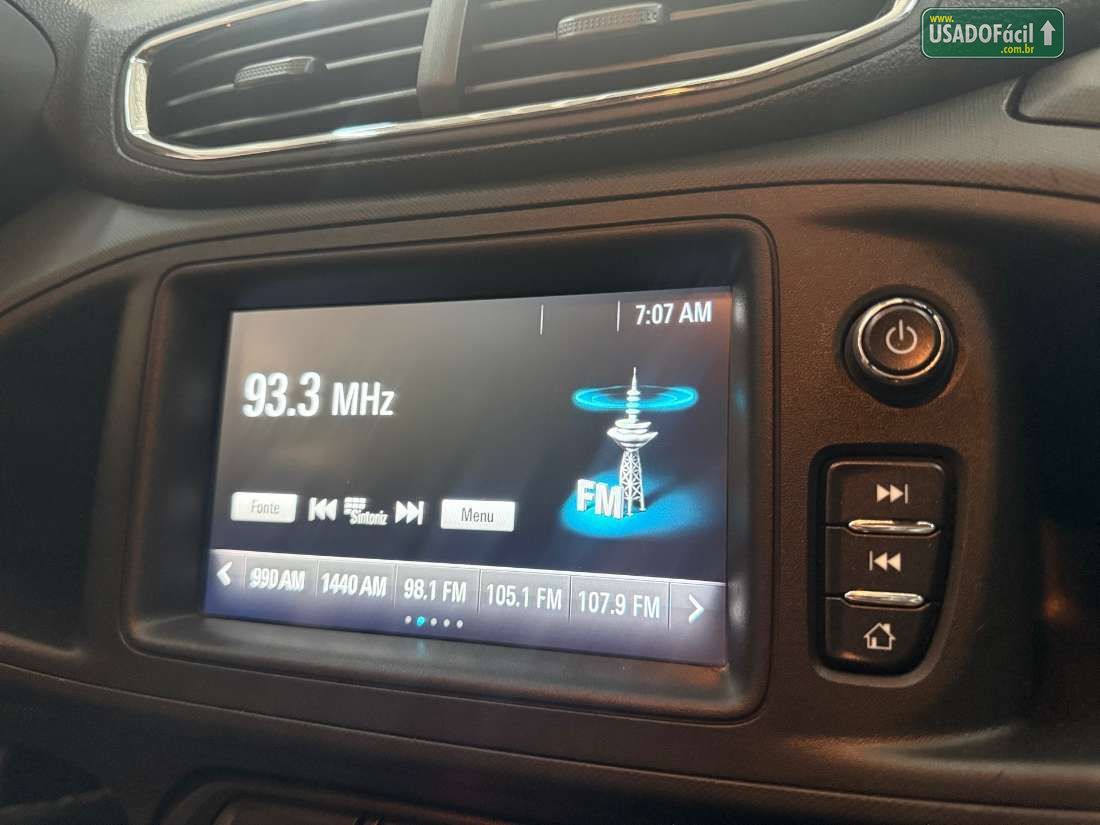 www.
USADOFácil
.com.br
7:07 AM
93.3 MHz
FM
Fonte Sintoniz Menu
990 AM 1440 AM 98.1 FM 105.1 FM 107.9 FM